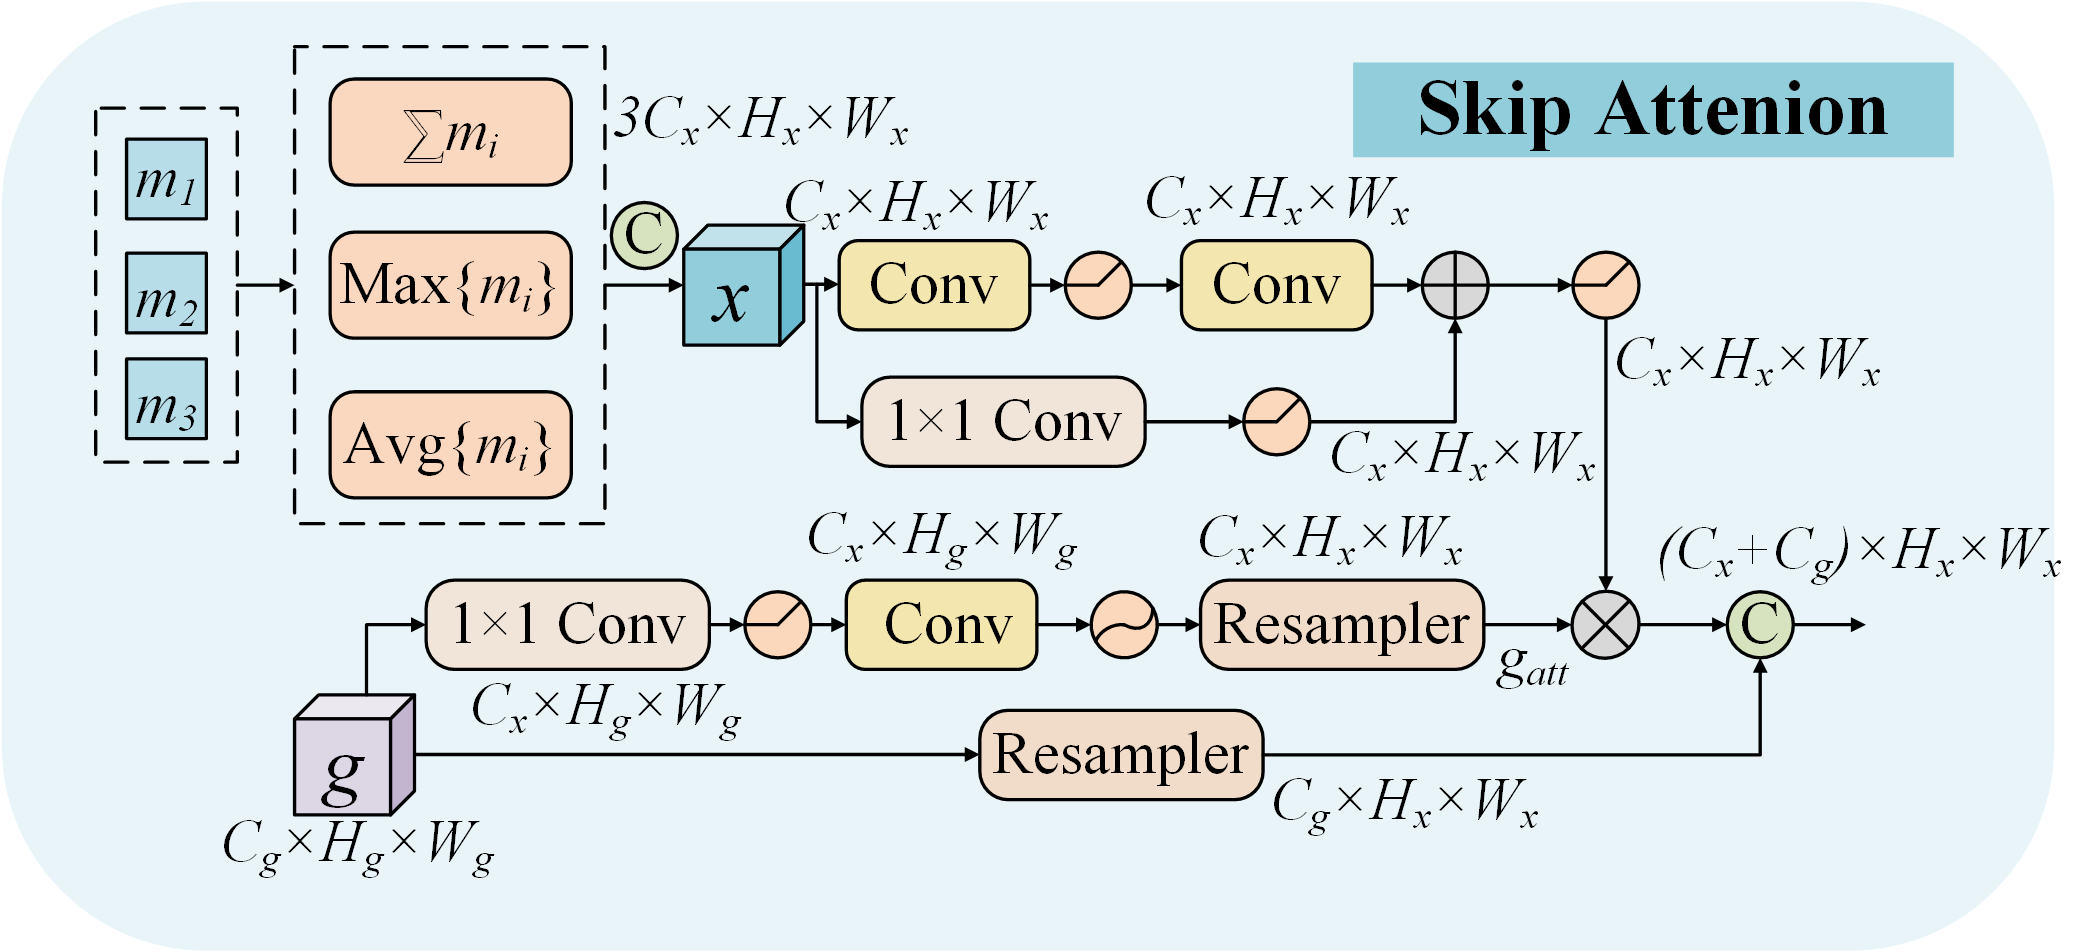 Skip Attenion
m1
m2
m3
∑mi
Max{mi}
Avg{mi}
3Cx×Hx×Wx
C
x
Cx×Hx×Wx
Conv
Cx×Hx×Wx
Conv
Cx×Hx×Wx
1×1 Conv
Cx×Hx×Wx
g
Cg×Hg×Wg
1×1 Conv
Cx×Hg×Wg
Cx×Hg×Wg
Conv
Cx×Hx×Wx
Resampler
gatt
(Cx+Cg)×Hx×Wx
C
Resampler
Cg×Hx×Wx